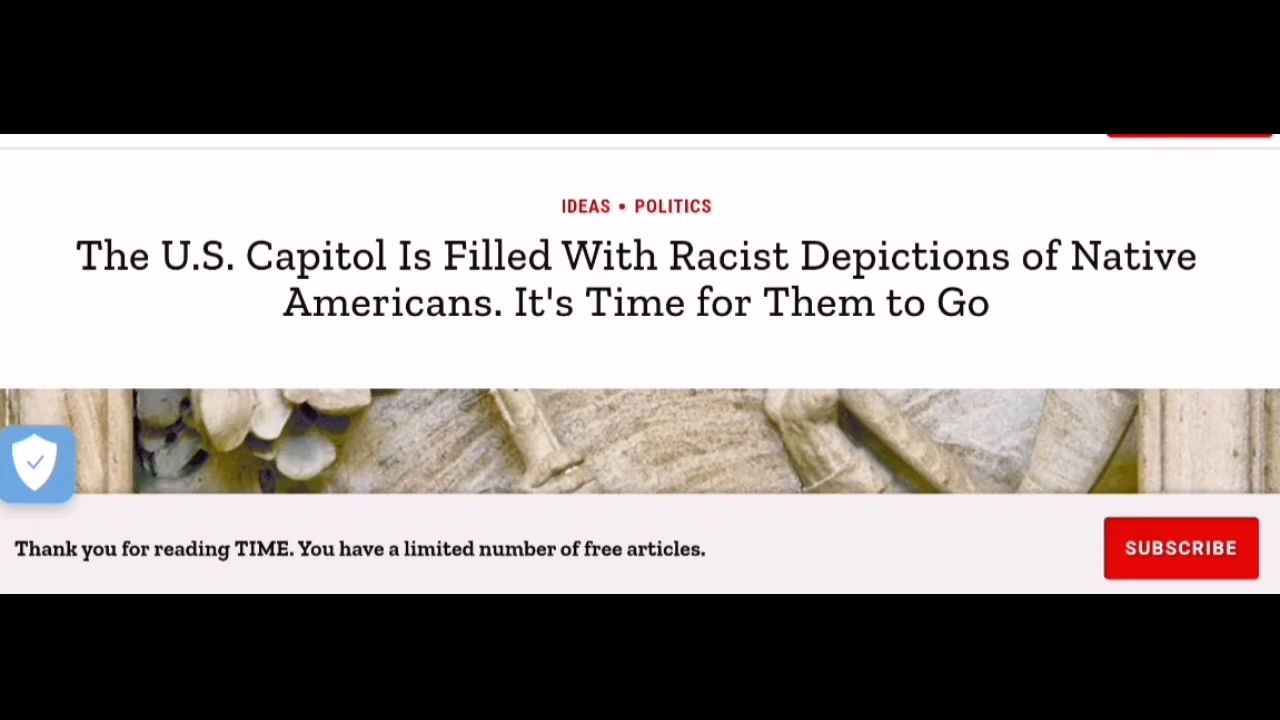 IDEAS • POLITICS
The U.S. Capitol Is Filled With Racist Depictions of Native
Americans. It's Time for Them to Go
Thank you for reading TIME. You have a limited number of free articles.
SUBSCRIBE